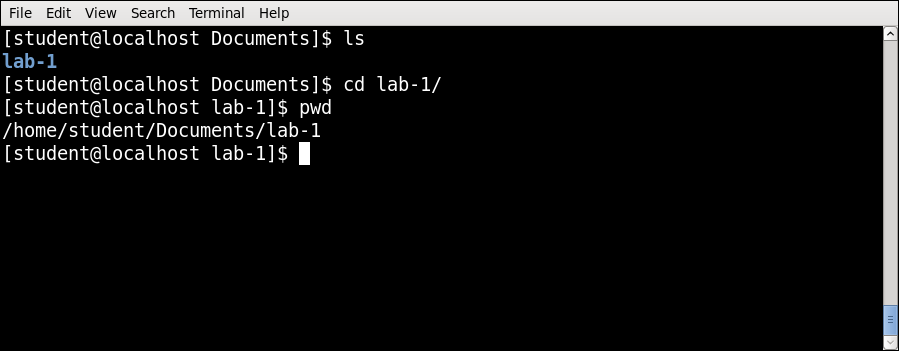 File Edit View Search Terminal Help
[student@localhost Documents]$ ls
lab-1
[student@localhost Documents]$ cd lab-1/
[student@localhost lab-1]$ pwd
/home/student/Documents/lab-1
[student@localhost lab-1]$